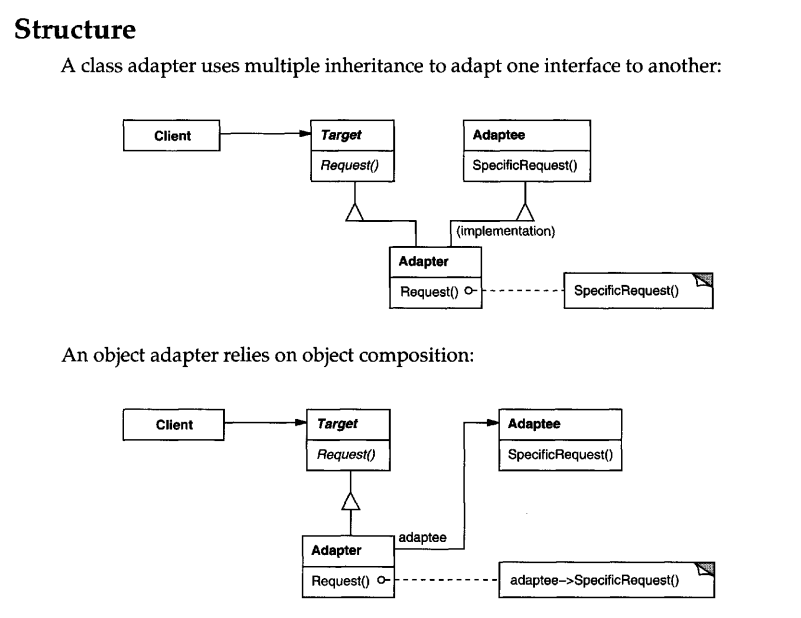 Structure
A class adapter uses multiple inheritance to adapt one interface to another:
Client
Target
Request()
Adaptee
SpecificRequest()
(implementation)
Adapter
Request()
SpecificRequest()
An object adapter relies on object composition:
Client
Target
Request()
Adaptee
SpecificRequest()
adaptee
Adapter
Request()
adaptee->SpecificRequest()